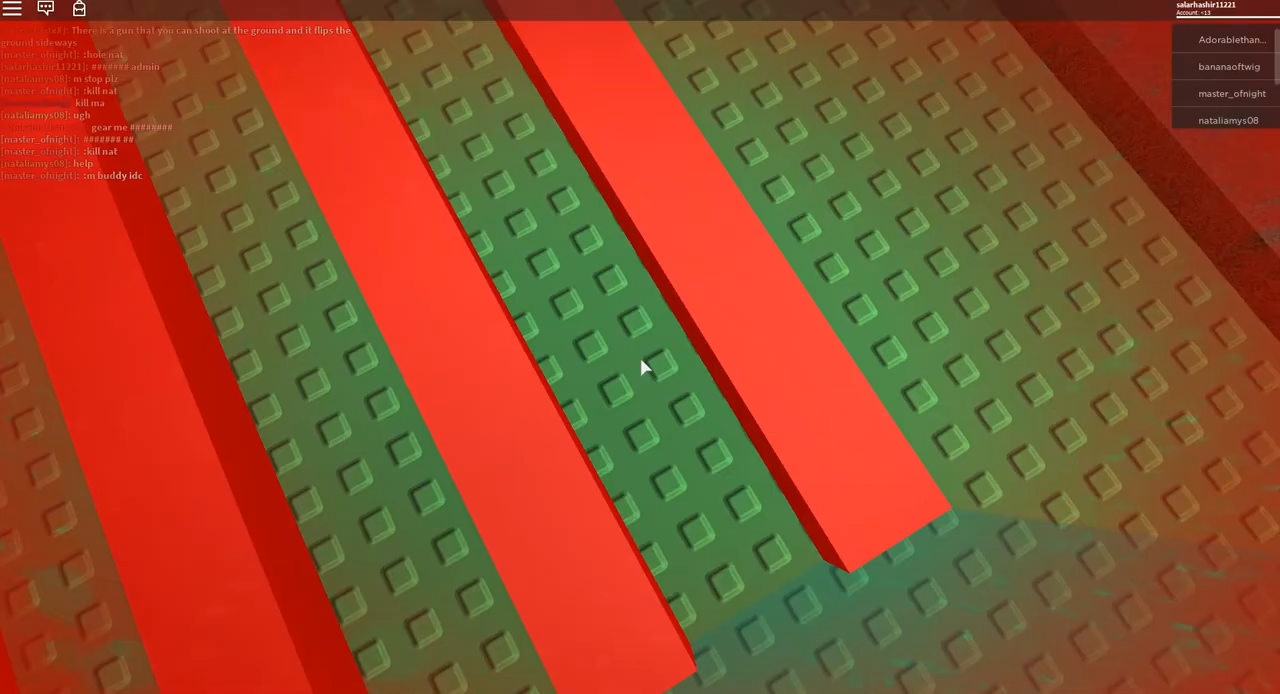 There is a gun that you can shoot at the ground and it flips the
ground sideways
[master_ofnight]: :hole nat
[salarhashir11221]: ####### admin
[nataliamys08]: m stop plz
[master_ofnight]: :kill nat
kill ma
[nataliamys08]: ugh
gear me ########
[master_ofnight]: ####### ##
[master_ofnight]: :kill nat
[nataliamys08]: help
[master_ofnight]: :m buddy idc
salarhashir11221
Account: <13
Adorablethan...
bananaoftwig
master_ofnight
nataliamys08